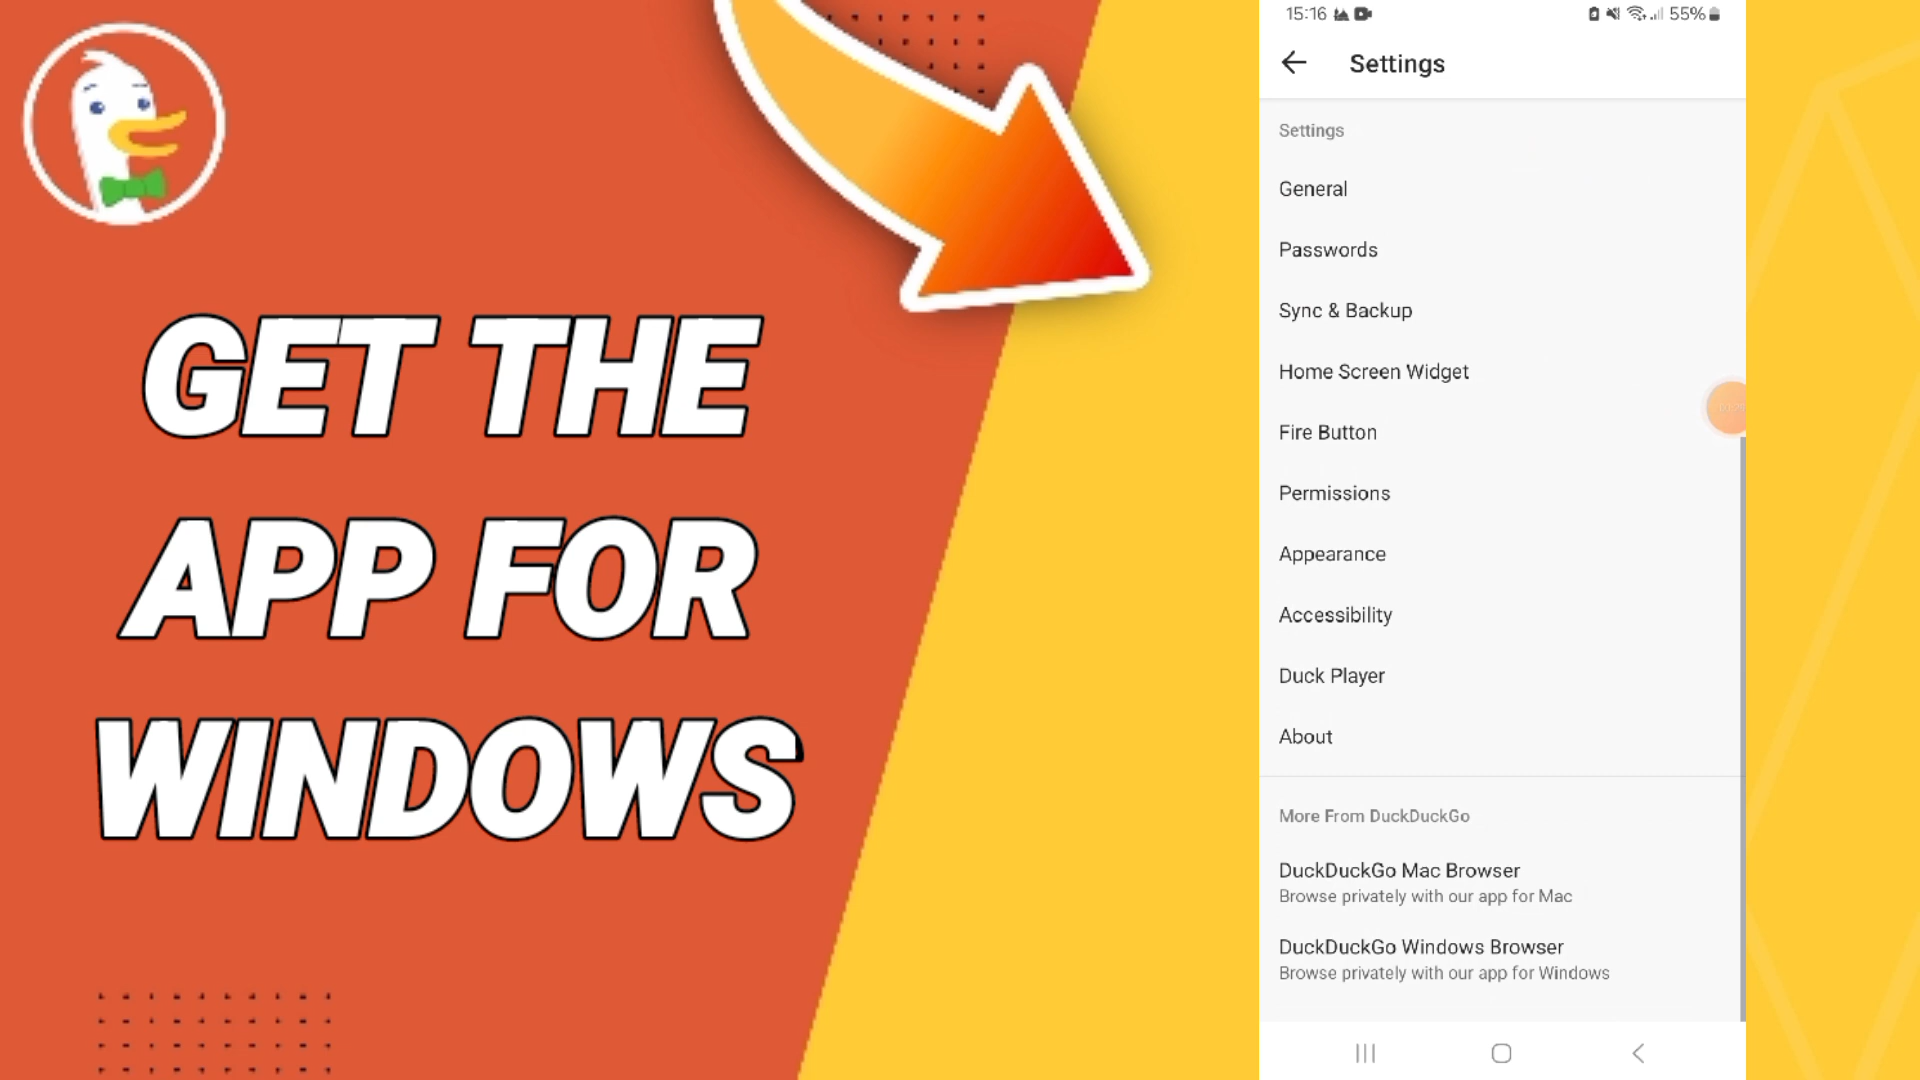 GET THE
APP FOR
WINDOWS
15:16
55%
Settings
Settings
General
Passwords
Sync & Backup
Home Screen Widget
Fire Button
Permissions
Appearance
Accessibility
Duck Player
About
More From DuckDuckGo
DuckDuckGo Mac Browser
Browse privately with our app for Mac
DuckDuckGo Windows Browser
Browse privately with our app for Windows